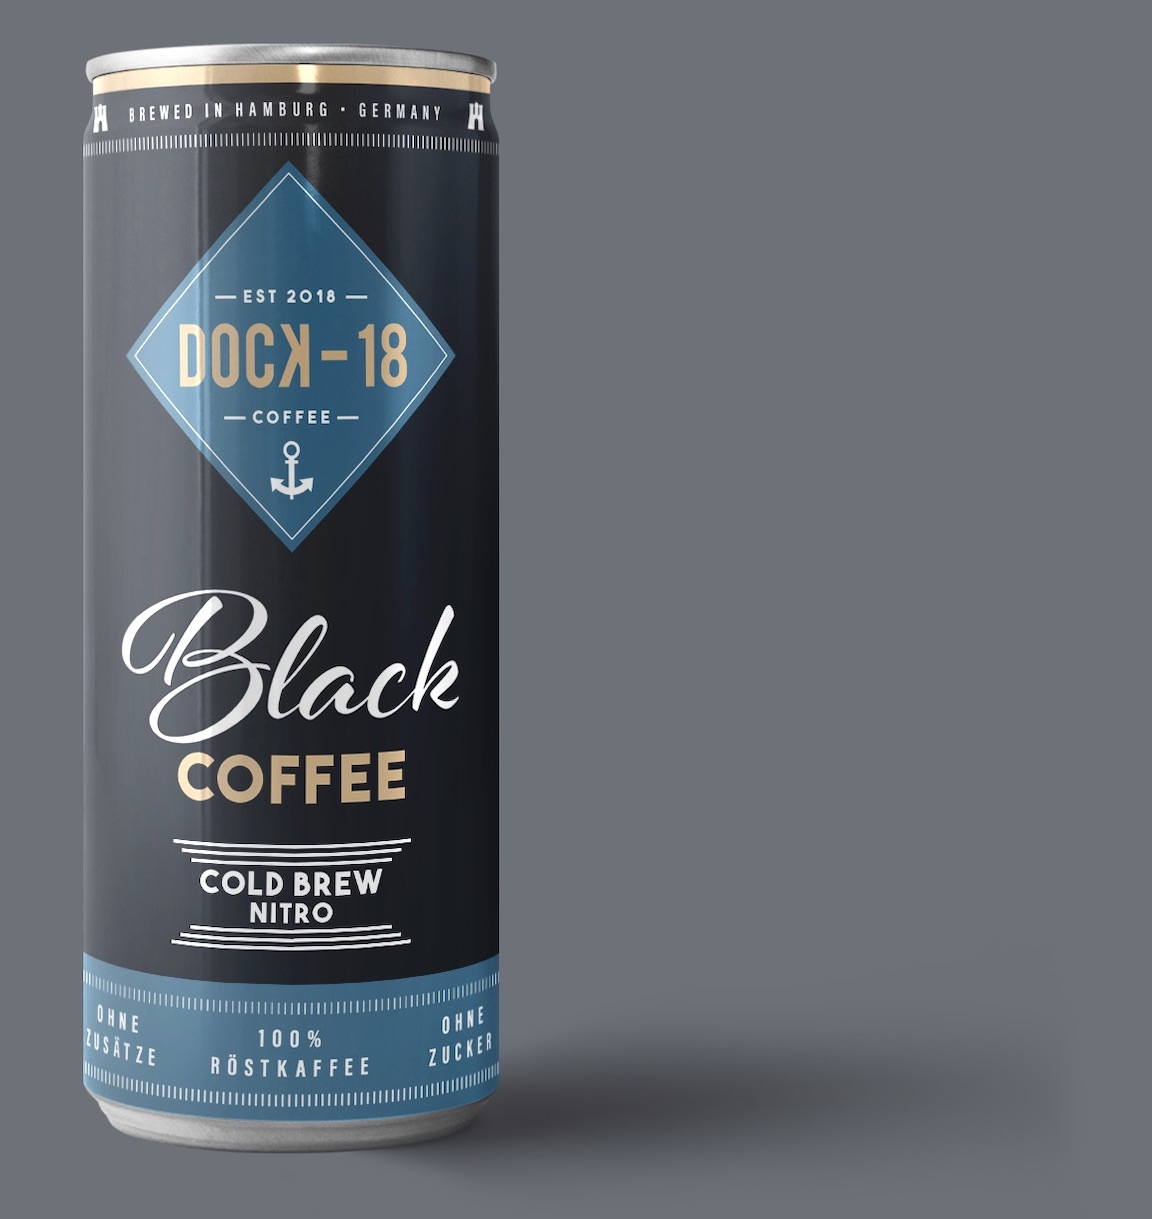 BREWED IN HAMBURG · GERMANY
EST 2018
DOCK-18
COFFEE
Black
COFFEE
COLD BREW
NITRO
OHNE
ZUSÄTZE
100%
RÖSTKAFFEE
OHNE
ZUCKER